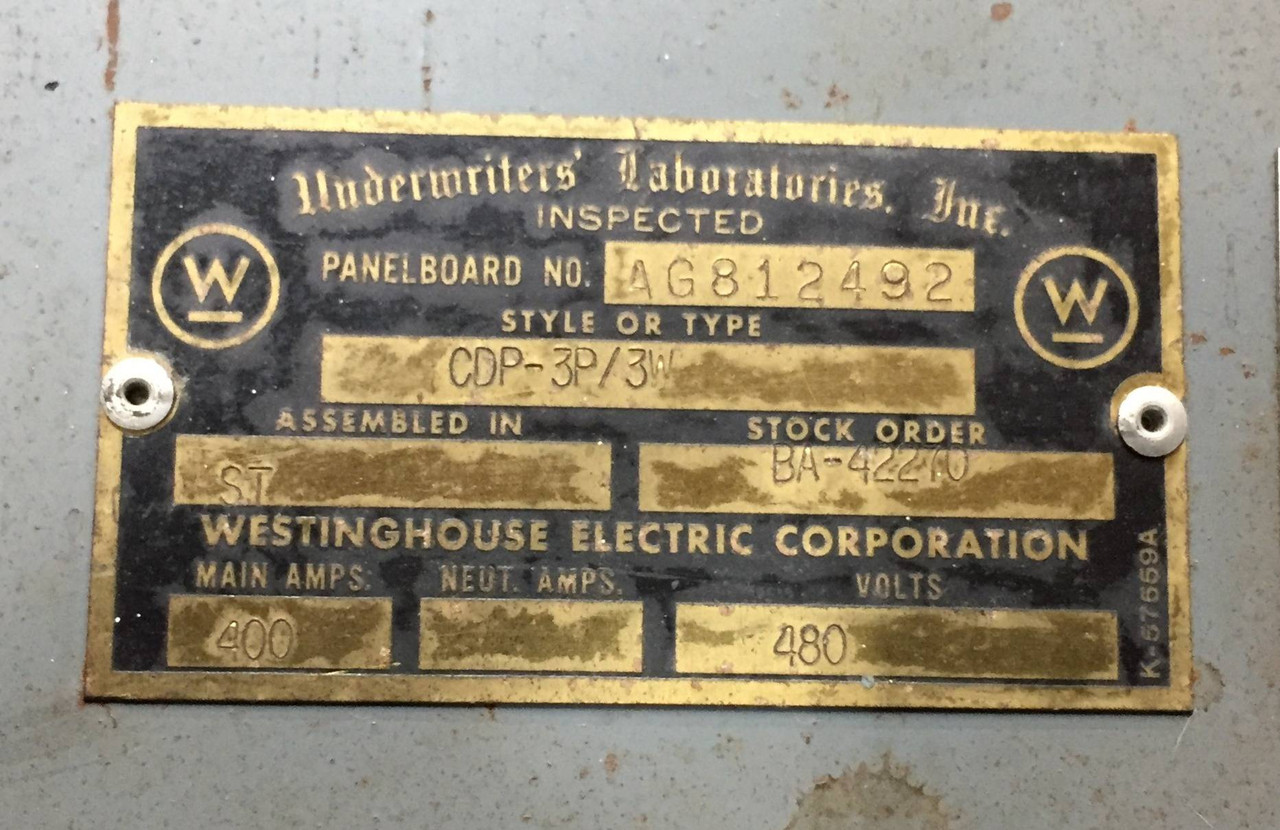 Underwriters' Laboratories, Inc.
INSPECTED
PANELBOARD NO. AG812492
STYLE OR TYPE
CDP-3P/3W
ASSEMBLED IN STOCK ORDER
ST BA-42270
WESTINGHOUSE ELECTRIC CORPORATION
MAIN AMPS. NEUT. AMPS. VOLTS
400 480
W
W
K-57559A